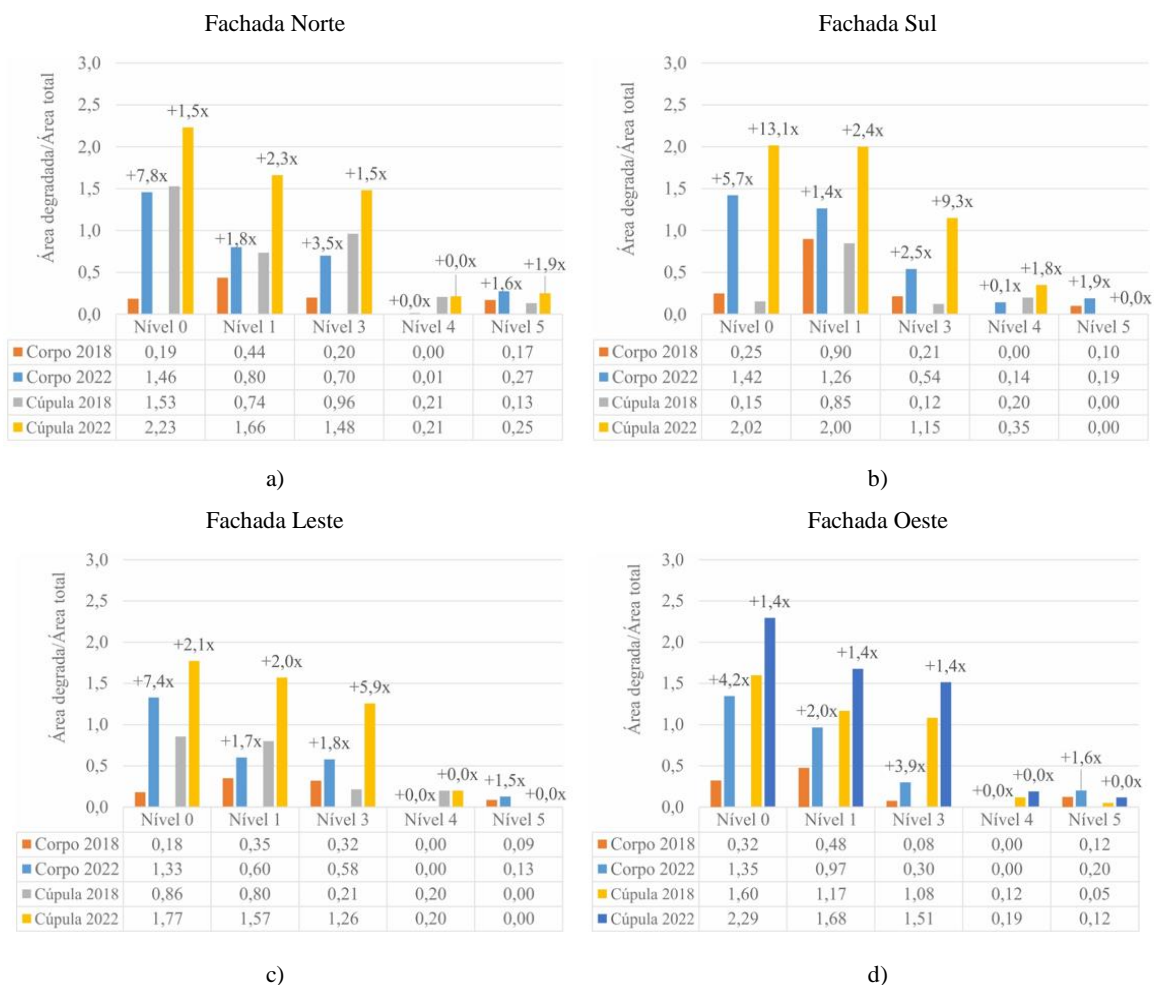 Fachada Norte
Área degradada/Área total
3,0
2,5
2,0
1,5
1,0
0,5
0,0
+7,8x
+1,5x
+1,8x
+2,3x
+3,5x
+1,5x
+0,0x
+0,0x
+1,6x
+1,9x
Nível 0 Nível 1 Nível 3 Nível 4 Nível 5
Corpo 2018 0,19 0,44 0,20 0,00 0,17
Corpo 2022 1,46 0,80 0,70 0,01 0,27
Cúpula 2018 1,53 0,74 0,96 0,21 0,13
Cúpula 2022 2,23 1,66 1,48 0,21 0,25
a)
Fachada Sul
Área degradada/Área total
3,0
2,5
2,0
1,5
1,0
0,5
0,0
+5,7x
+13,1x
+1,4x
+2,4x
+2,5x
+9,3x
+0,1x
+1,8x
+1,9x
+0,0x
Nível 0 Nível 1 Nível 3 Nível 4 Nível 5
Corpo 2018 0,25 0,90 0,21 0,00 0,10
Corpo 2022 1,42 1,26 0,54 0,14 0,19
Cúpula 2018 0,15 0,85 0,12 0,20 0,00
Cúpula 2022 2,02 2,00 1,15 0,35 0,00
b)
Fachada Leste
Área degradada/Área total
3,0
2,5
2,0
1,5
1,0
0,5
0,0
+7,4x
+2,1x
+1,7x
+2,0x
+1,8x
+5,9x
+0,0x
+0,0x
+1,5x
+0,0x
Nível 0 Nível 1 Nível 3 Nível 4 Nível 5
Corpo 2018 0,18 0,35 0,32 0,00 0,09
Corpo 2022 1,33 0,60 0,58 0,00 0,13
Cúpula 2018 0,86 0,80 0,21 0,20 0,00
Cúpula 2022 1,77 1,57 1,26 0,20 0,00
c)
Fachada Oeste
Área degradada/Área total
3,0
2,5
2,0
1,5
1,0
0,5
0,0
+4,2x
+1,4x
+2,0x
+1,4x
+3,9x
+1,4x
+0,0x
+0,0x
+1,6x
+0,0x
Nível 0 Nível 1 Nível 3 Nível 4 Nível 5
Corpo 2018 0,32 0,48 0,08 0,00 0,12
Corpo 2022 1,35 0,97 0,30 0,00 0,20
Cúpula 2018 1,60 1,17 1,08 0,12 0,05
Cúpula 2022 2,29 1,68 1,51 0,19 0,12
d)